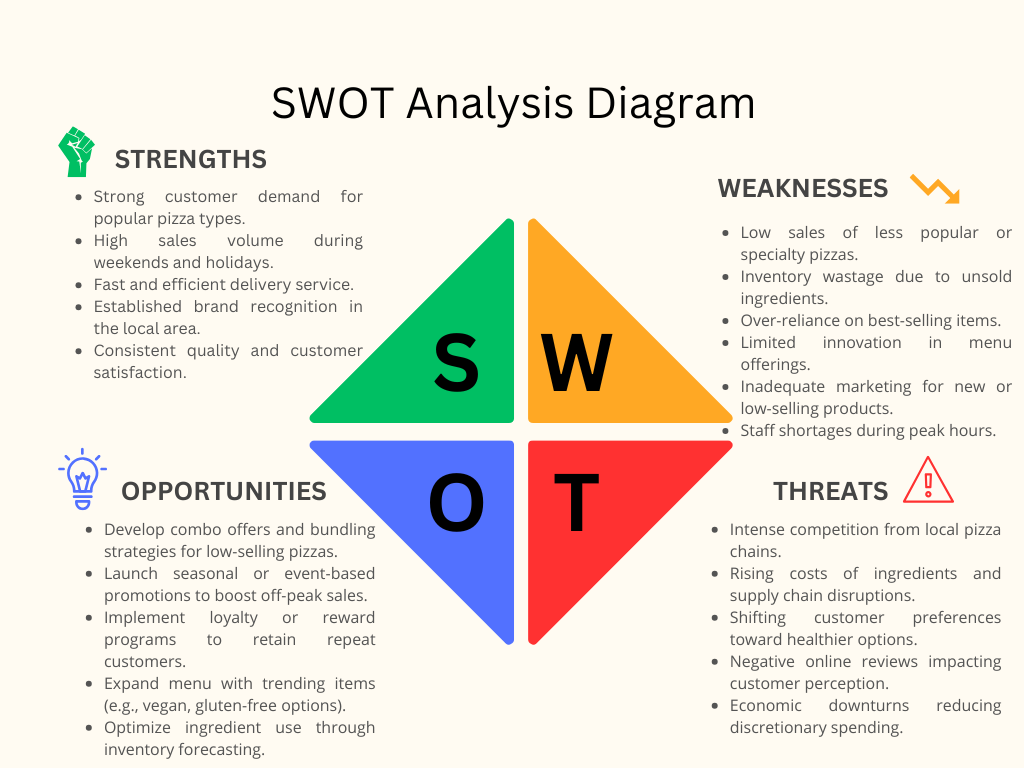 SWOT Analysis Diagram
STRENGTHS
• Strong customer demand for
popular pizza types.
• High sales volume during
weekends and holidays.
• Fast and efficient delivery service.
• Established brand recognition in
the local area.
• Consistent quality and customer
satisfaction.
WEAKNESSES
• Low sales of less popular or
specialty pizzas.
• Inventory wastage due to unsold
ingredients.
• Over-reliance on best-selling items.
• Limited innovation in menu
offerings.
• Inadequate marketing for new or
low-selling products.
• Staff shortages during peak hours.
S
W
O
T
OPPORTUNITIES
• Develop combo offers and bundling
strategies for low-selling pizzas.
• Launch seasonal or event-based
promotions to boost off-peak sales.
• Implement loyalty or reward
programs to retain repeat
customers.
• Expand menu with trending items
(e.g., vegan, gluten-free options).
• Optimize ingredient use through
inventory forecasting.
THREATS
• Intense competition from local pizza
chains.
• Rising costs of ingredients and
supply chain disruptions.
• Shifting customer preferences
toward healthier options.
• Negative online reviews impacting
customer perception.
• Economic downturns reducing
discretionary spending.